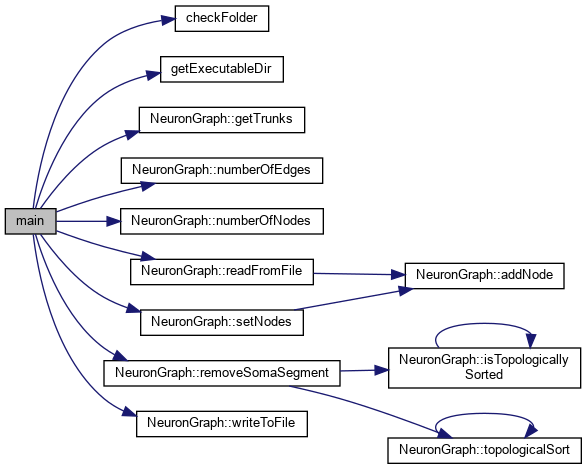 checkFolder
getExecutableDir
NeuronGraph::getTrunks
NeuronGraph::numberOfEdges
main
NeuronGraph::numberOfNodes
NeuronGraph::readFromFile
NeuronGraph::addNode
NeuronGraph::setNodes
NeuronGraph::isTopologically
Sorted
NeuronGraph::removeSomaSegment
NeuronGraph::writeToFile
NeuronGraph::topologicalSort